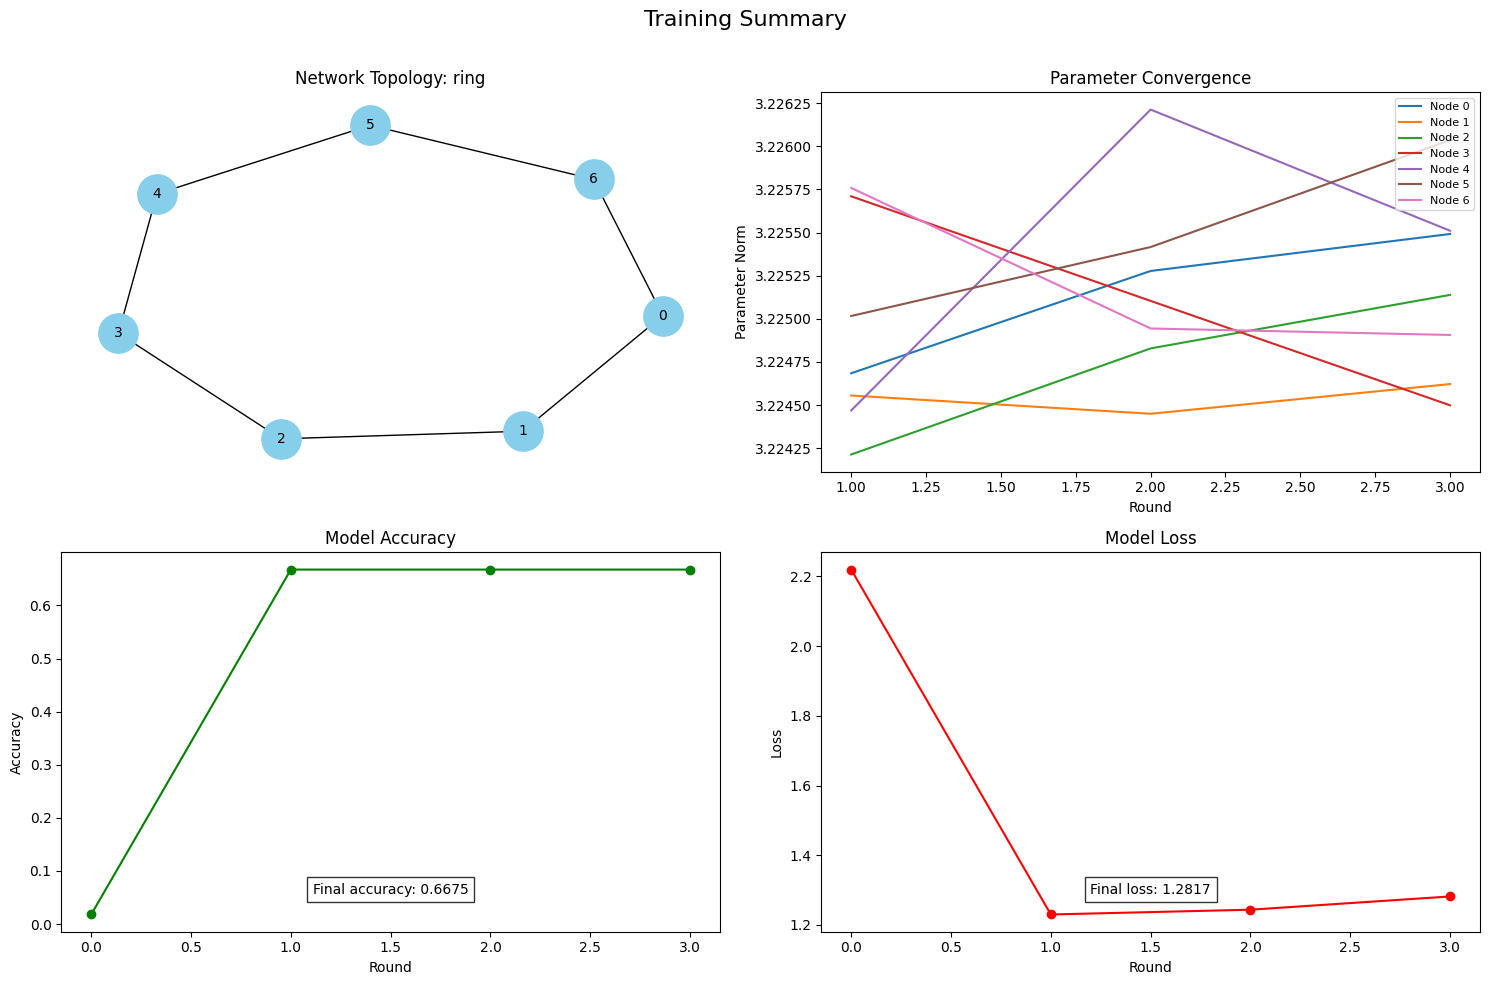 Training Summary
Network Topology: ring
5
6
4
0
3
1
2
Parameter Convergence
3.22625
3.22600
3.22575
3.22550
3.22525
3.22500
3.22475
3.22450
3.22425
Parameter Norm
Node 0
Node 1
Node 2
Node 3
Node 4
Node 5
Node 6
1.00 1.25 1.50 1.75 2.00 2.25 2.50 2.75 3.00
Round
Model Accuracy
0.6
0.5
0.4
0.3
0.2
0.1
0.0
Accuracy
Final accuracy: 0.6675
0.0 0.5 1.0 1.5 2.0 2.5 3.0
Round
Model Loss
2.2
2.0
1.8
1.6
1.4
1.2
Loss
Final loss: 1.2817
0.0 0.5 1.0 1.5 2.0 2.5 3.0
Round